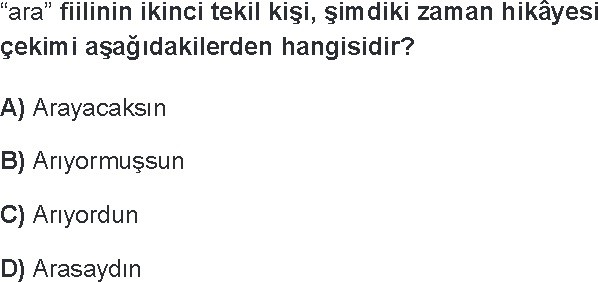 “ara” fiilinin ikinci tekil kişi, şimdiki zaman hikâyesi
çekimi aşağıdakilerden hangisidir?
A) Arayacaksın
B) Arıyormuşsun
C) Arıyordun
D) Arasaydın